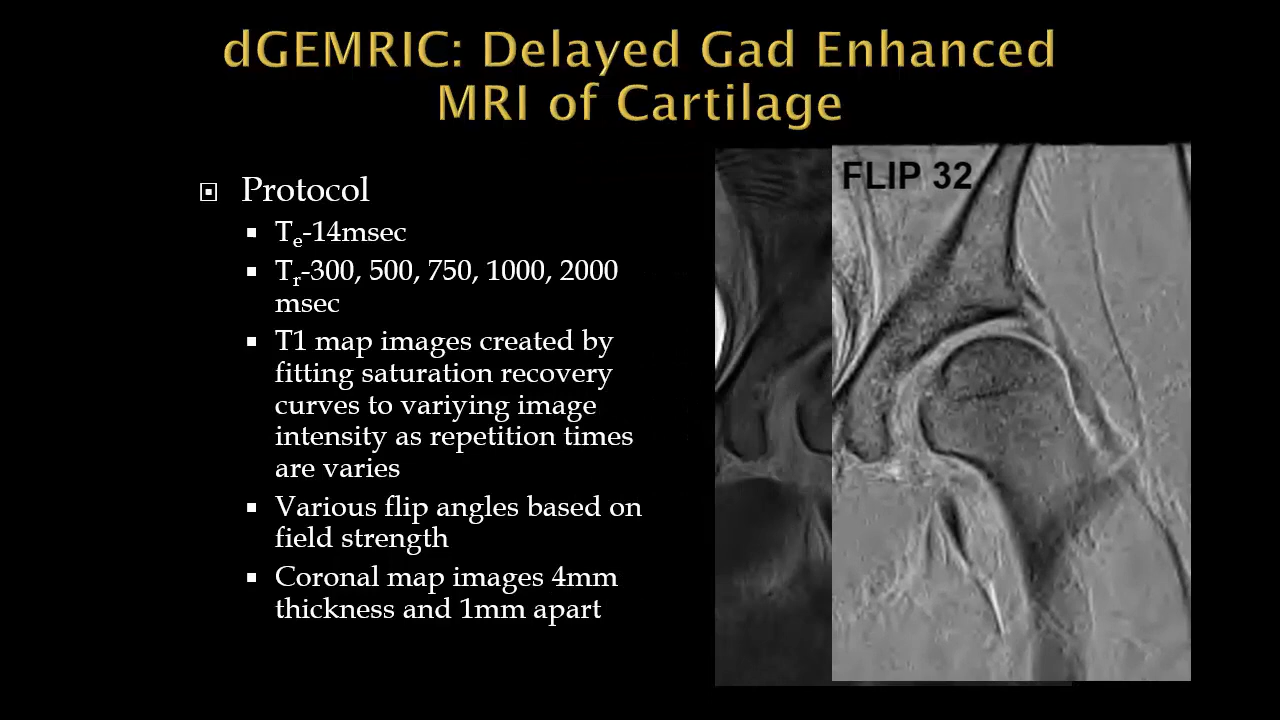 dGEMRIC: Delayed Gad Enhanced
MRI of Cartilage
Protocol
Te-14msec
Tr-300, 500, 750, 1000, 2000
msec
T1 map images created by
fitting saturation recovery
curves to variying image
intensity as repetition times
are varies
Various flip angles based on
field strength
Coronal map images 4mm
thickness and 1mm apart
FLIP 32